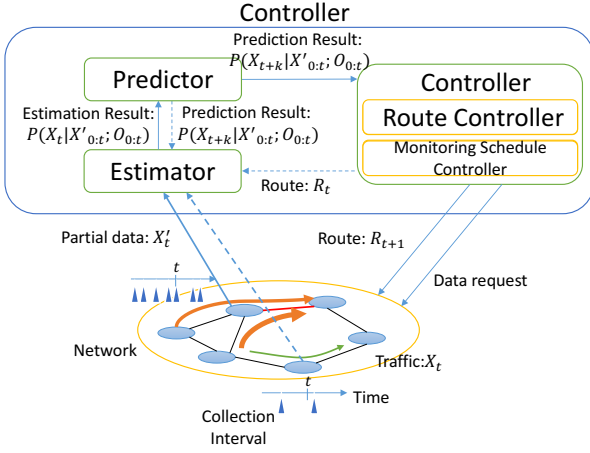 Controller
Prediction Result:
P(X_{t+k}|X'_{0:t}; O_{0:t})
Predictor
Controller
Route Controller
Monitoring Schedule
Controller
Estimation Result:
P(X_t|X'_{0:t}; O_{0:t})
Prediction Result:
P(X_{t+k}|X'_{0:t}; O_{0:t})
Estimator
Route: R_t
Partial data: X'_t
Route: R_{t+1}
Data request
t
Network
Traffic:X_t
t
Time
Collection
Interval